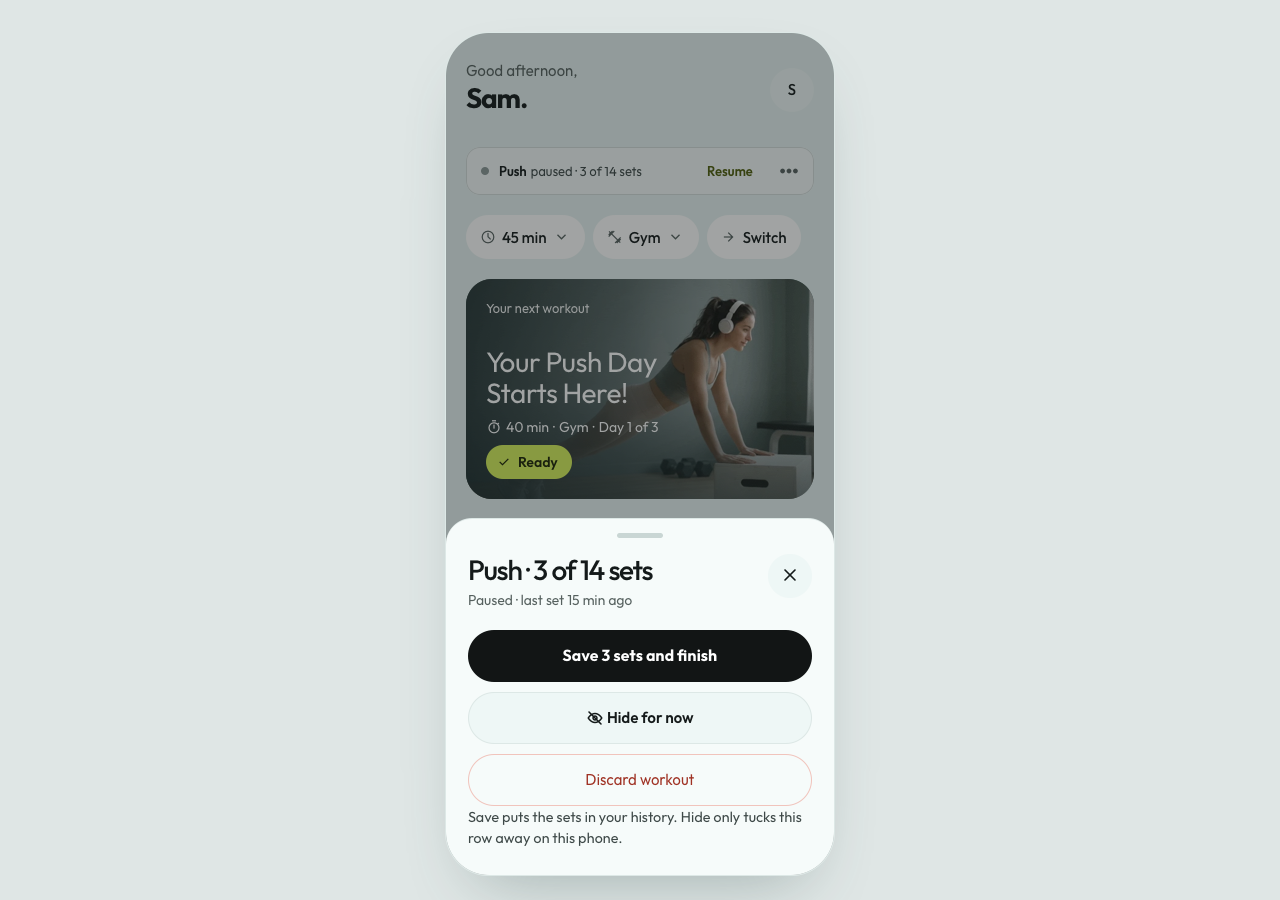 Good afternoon,
Sam.
S
Push paused · 3 of 14 sets
Resume
45 min
Gym
Switch
Your next workout
Your Push Day
Starts Here!
40 min · Gym · Day 1 of 3
Ready
Push · 3 of 14 sets
Paused · last set 15 min ago
Save 3 sets and finish
Hide for now
Discard workout
Save puts the sets in your history. Hide only tucks this
row away on this phone.